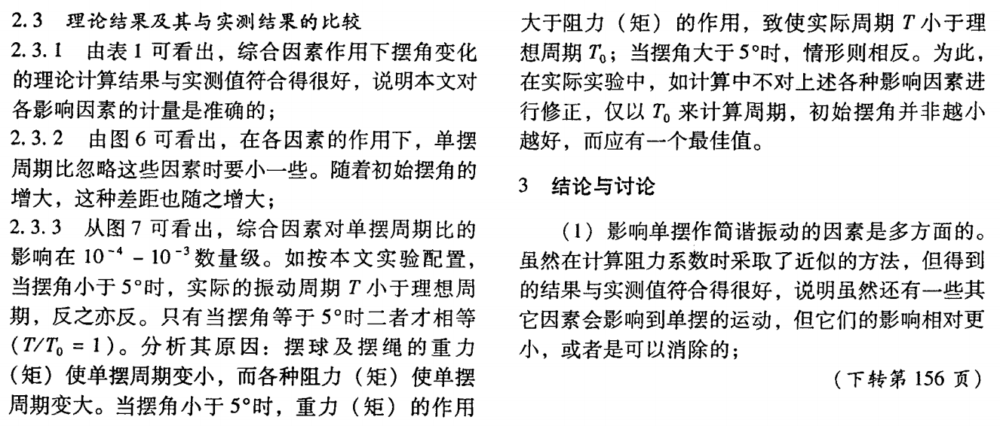 2.3 理论结果及其与实测结果的比较
2.3.1 由表1可看出，综合因素作用下摆角变化
的理论计算结果与实测值符合得很好，说明本文对
各影响因素的计量是准确的；
2.3.2 由图6可看出，在各因素的作用下，单摆
周期比忽略这些因素时要小一些。随着初始摆角的
增大，这种差距也随之增大；
2.3.3 从图7可看出，综合因素对单摆周期比的
影响在 10⁻⁴ – 10⁻³ 数量级。如按本文实验配置，
当摆角小于5°时，实际的振动周期 T 小于理想周
期，反之亦反。只有当摆角等于5°时二者才相等
(T/T₀ = 1)。分析其原因：摆球及摆绳的重力
(矩) 使单摆周期变小，而各种阻力（矩）使单摆
周期变大。当摆角小于5°时，重力（矩）的作用
大于阻力（矩）的作用，致使实际周期 T 小于理
想周期 T₀；当摆角大于5°时，情形则相反。为此，
在实际实验中，如计算中不对上述各种影响因素进
行修正，仅以 T₀ 来计算周期，初始摆角并非越小
越好，而应有一个最佳值。
3 结论与讨论
(1) 影响单摆作简谐振动的因素是多方面的。
虽然在计算阻力系数时采取了近似的方法，但得到
的结果与实测值符合得很好，说明虽然还有一些其
它因素会影响到单摆的运动，但它们的影响相对更
小，或者是可以消除的；
(下转第 156 页)